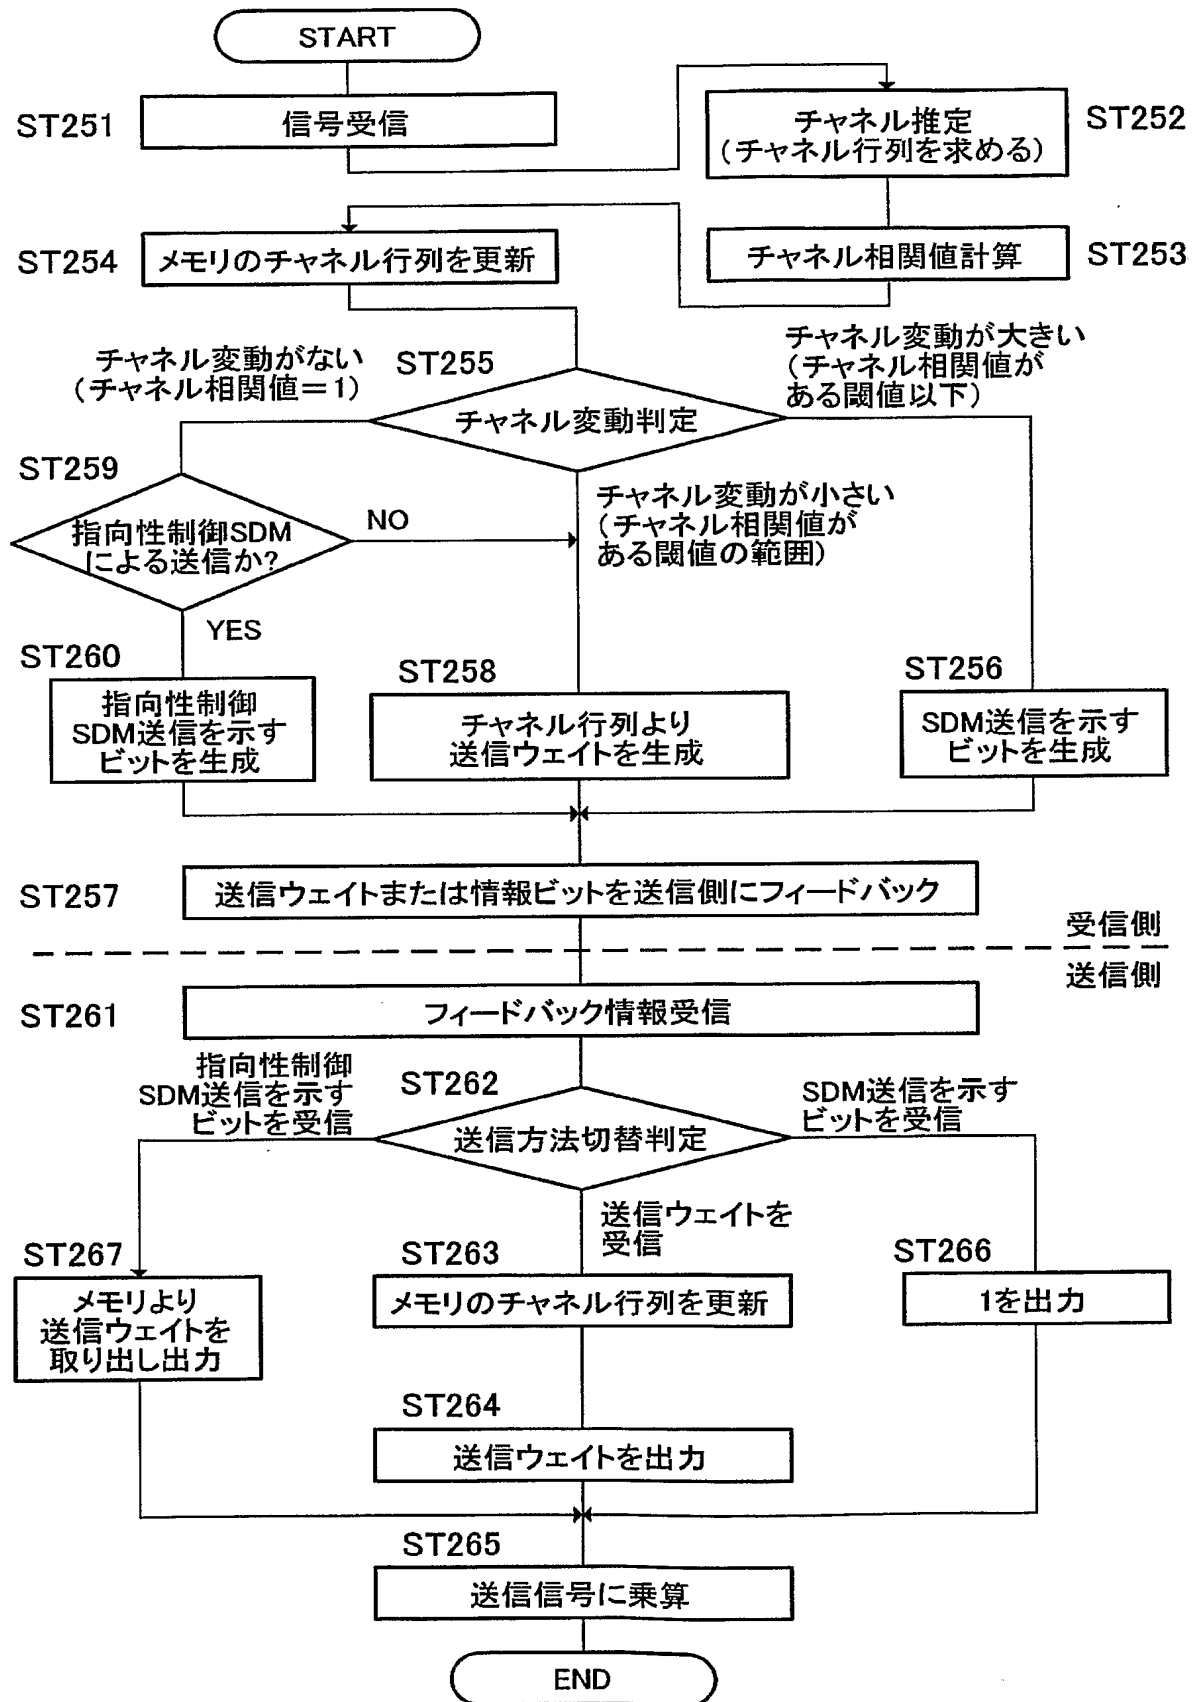 START
ST251
信号受信
チャネル推定
(チャネル行列を求める)
ST252
ST254
メモリのチャネル行列を更新
チャネル相関値計算
ST253
チャネル変動がない
(チャネル相関値=1)
ST255
チャネル変動が大きい
(チャネル相関値が
ある閾値以下)
チャネル変動判定
ST259
指向性制御SDM
による送信か?
NO
チャネル変動が小さい
(チャネル相関値が
ある閾値の範囲)
YES
ST260
指向性制御
SDM送信を示す
ビットを生成
ST258
チャネル行列より
送信ウェイトを生成
ST256
SDM送信を示す
ビットを生成
ST257
送信ウェイトまたは情報ビットを送信側にフィードバック
受信側
送信側
ST261
フィードバック情報受信
指向性制御
SDM送信を示す
ビットを受信
ST262
SDM送信を示す
ビットを受信
送信方法切替判定
送信ウェイトを
受信
ST267
メモリより
送信ウェイトを
取り出し出力
ST263
メモリのチャネル行列を更新
ST266
1を出力
ST264
送信ウェイトを出力
ST265
送信信号に乗算
END